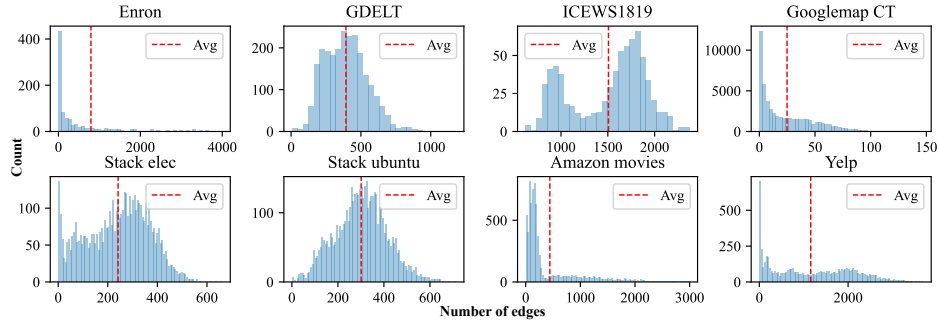 Enron
GDELT
ICEWS1819
Googlemap CT
Avg
Avg
Avg
Avg
400
200
0
200
100
0
50
25
0
10000
5000
0
0 2000 4000
0 500 1000
1000 1500 2000
0 50 100 150
Count
Stack elec
Stack ubuntu
Amazon movies
Yelp
Avg
Avg
Avg
Avg
100
50
0
100
0
500
0
750
500
250
0
0 200 400 600
0 200 400 600
0 1000 2000 3000
0 2000
Number of edges